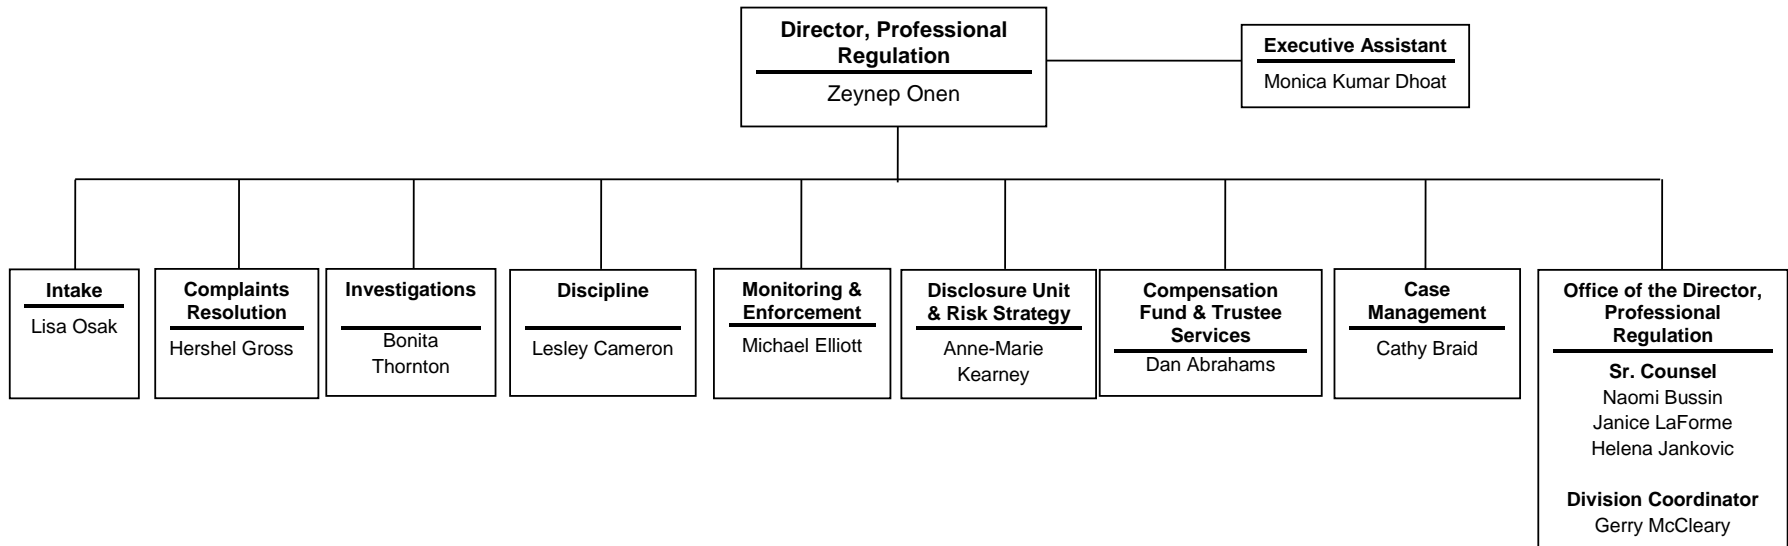 Director, Professional
Regulation
Zeynep Onen
Executive Assistant
Monica Kumar Dhoat
Intake
Lisa Osak
Complaints
Resolution
Hershel Gross
Investigations
Bonita
Thornton
Discipline
Lesley Cameron
Monitoring &
Enforcement
Michael Elliott
Disclosure Unit
& Risk Strategy
Anne-Marie
Kearney
Compensation
Fund & Trustee
Services
Dan Abrahams
Case
Management
Cathy Braid
Office of the Director,
Professional
Regulation
Sr. Counsel
Naomi Bussin
Janice LaForme
Helena Jankovic
Division Coordinator
Gerry McCleary